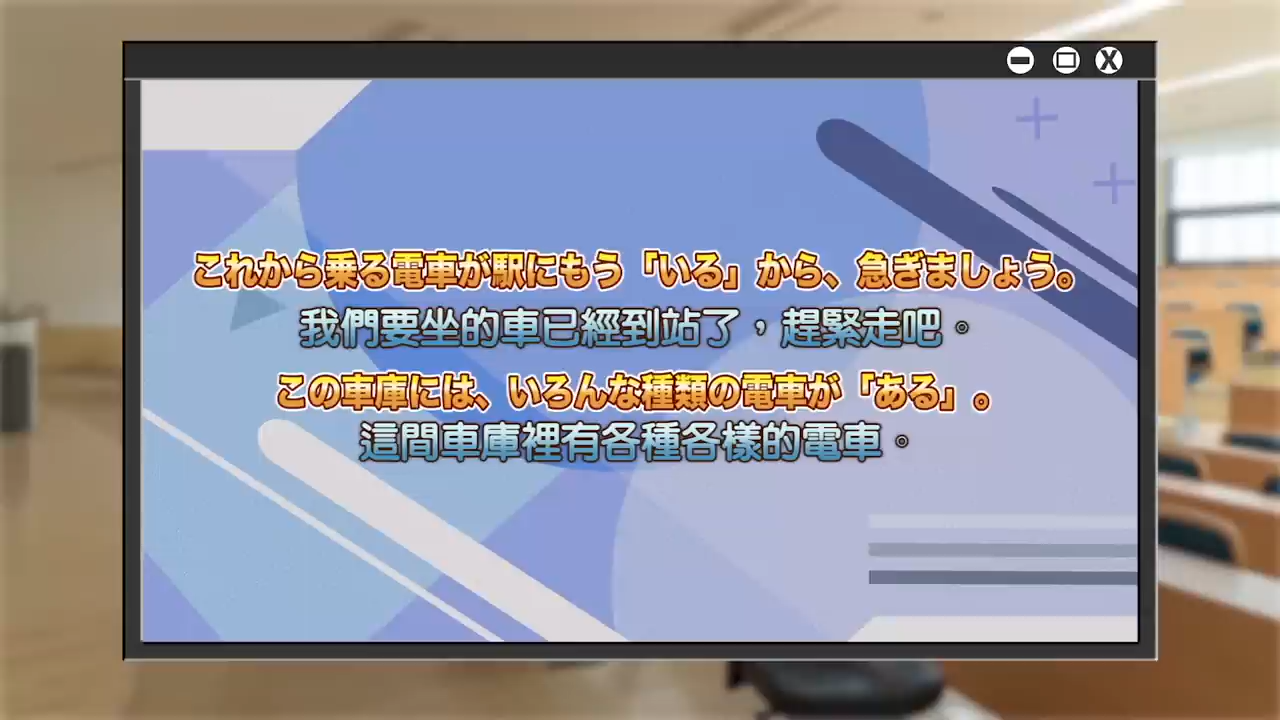 これから乗る電車が駅にもう「いる」から、急ぎましょう。
我們要坐的車已經到站了，趕緊走吧。
この車庫には、いろんな種類の電車が「ある」。
這間車庫裡有各種各樣的電車。